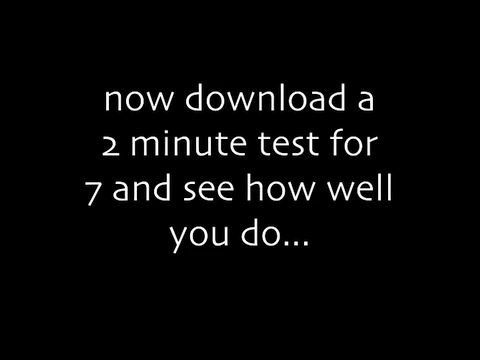 now download a
2 minute test for
7 and see how well
you do...